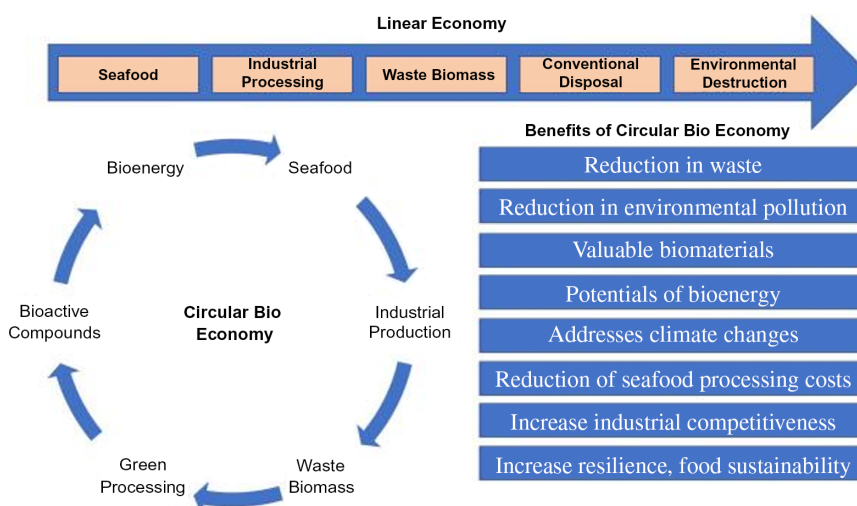 Linear Economy
Seafood
Industrial
Processing
Waste Biomass
Conventional
Disposal
Environmental
Destruction
Bioenergy
Seafood
Industrial
Production
Waste
Biomass
Green
Processing
Bioactive
Compounds
Circular Bio
Economy
Benefits of Circular Bio Economy
Reduction in waste
Reduction in environmental pollution
Valuable biomaterials
Potentials of bioenergy
Addresses climate changes
Reduction of seafood processing costs
Increase industrial competitiveness
Increase resilience, food sustainability